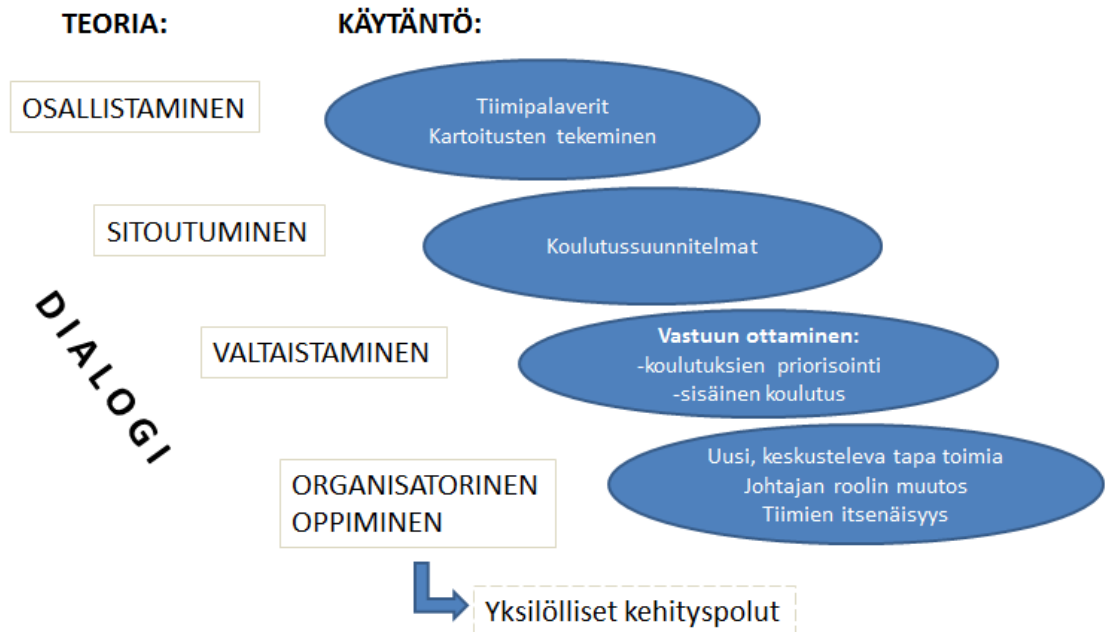 TEORIA:
KÄYTÄNTÖ:
OSALLISTAMINEN
Tiimipalaverit
Kartoitusten tekeminen
SITOUTUMINEN
Koulutussuunnitelmat
DIALOGI
VALTAISTAMINEN
Vastuun ottaminen:
-koulutuksien priorisointi
-sisäinen koulutus
ORGANISATORINEN
OPPIMINEN
Uusi, keskusteleva tapa toimia
Johtajan roolin muutos
Tiimien itsenäisyys
Yksilölliset kehityspolut